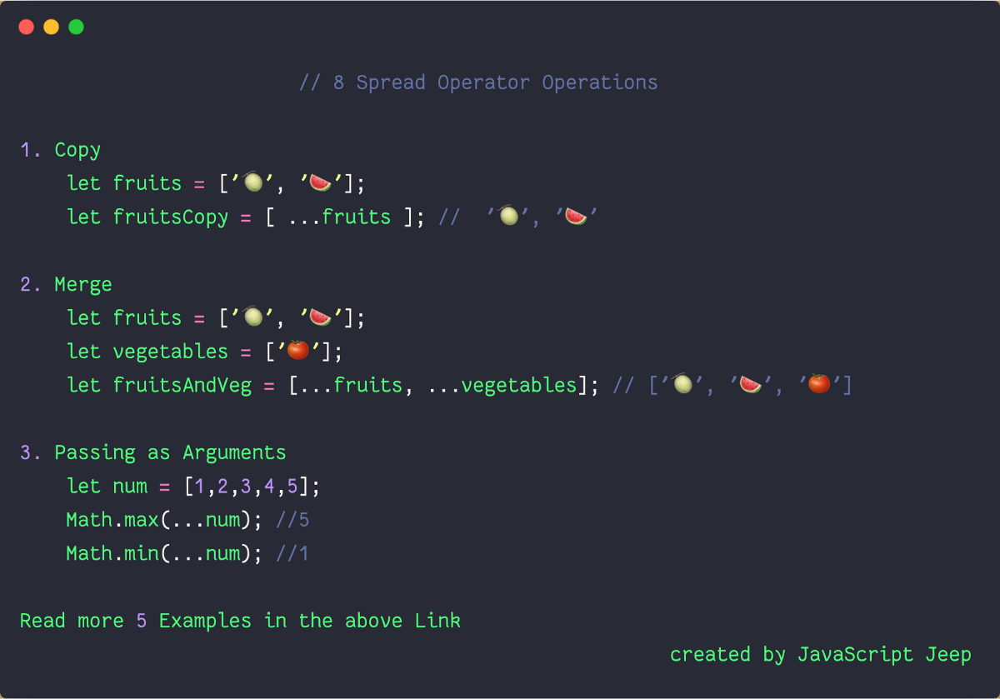 // 8 Spread Operator Operations
1. Copy
let fruits = ['🍈', '🍉'];
let fruitsCopy = [ ...fruits ]; // '🍈', '🍉'
2. Merge
let fruits = ['🍈', '🍉'];
let vegetables = ['🍅'];
let fruitsAndVeg = [...fruits, ...vegetables]; // ['🍈', '🍉', '🍅']
3. Passing as Arguments
let num = [1,2,3,4,5];
Math.max(...num); //5
Math.min(...num); //1
Read more 5 Examples in the above Link
created by JavaScript Jeep